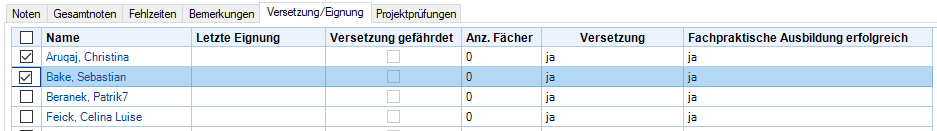 Noten Gesamtnoten Fehlzeiten Bemerkungen Versetzung/Eignung Projektprüfungen
Name Letzte Eignung Versetzung gefährdet Anz. Fächer Versetzung Fachpraktische Ausbildung erfolgreich
Aruqaj, Christina 0 ja ja
Bake, Sebastian 0 ja ja
Beranek, Patrik7 0 ja ja
Feick, Celina Luise 0 ja ja